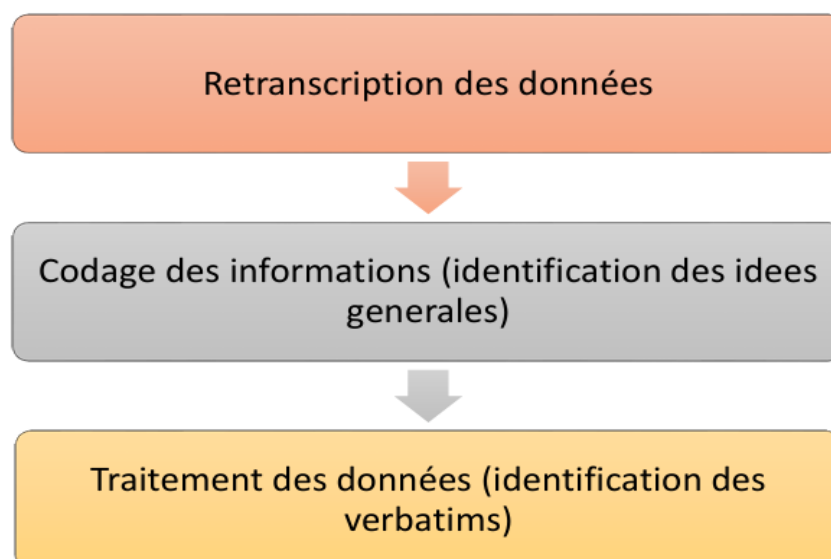 Retranscription des données
Codage des informations (identification des idees
generales)
Traitement des données (identification des
verbatims)